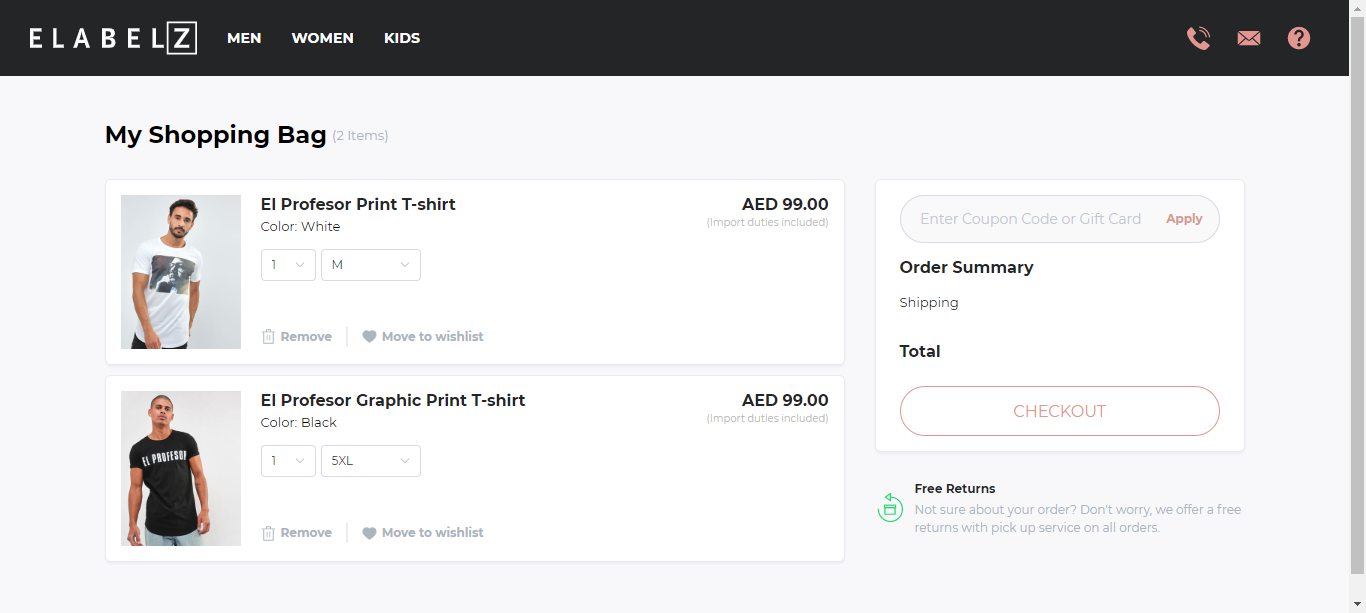 ELABELZ MEN WOMEN KIDS
My Shopping Bag (2 Items)
El Profesor Print T-shirt
AED 99.00
Color: White
(Import duties included)
1
M
Remove
Move to wishlist
El Profesor Graphic Print T-shirt
AED 99.00
Color: Black
(Import duties included)
EL PROFESOR
1
5XL
Remove
Move to wishlist
Enter Coupon Code or Gift Card Apply
Order Summary
Shipping
Total
CHECKOUT
Free Returns
Not sure about your order? Don't worry, we offer a free
returns with pick up service on all orders.